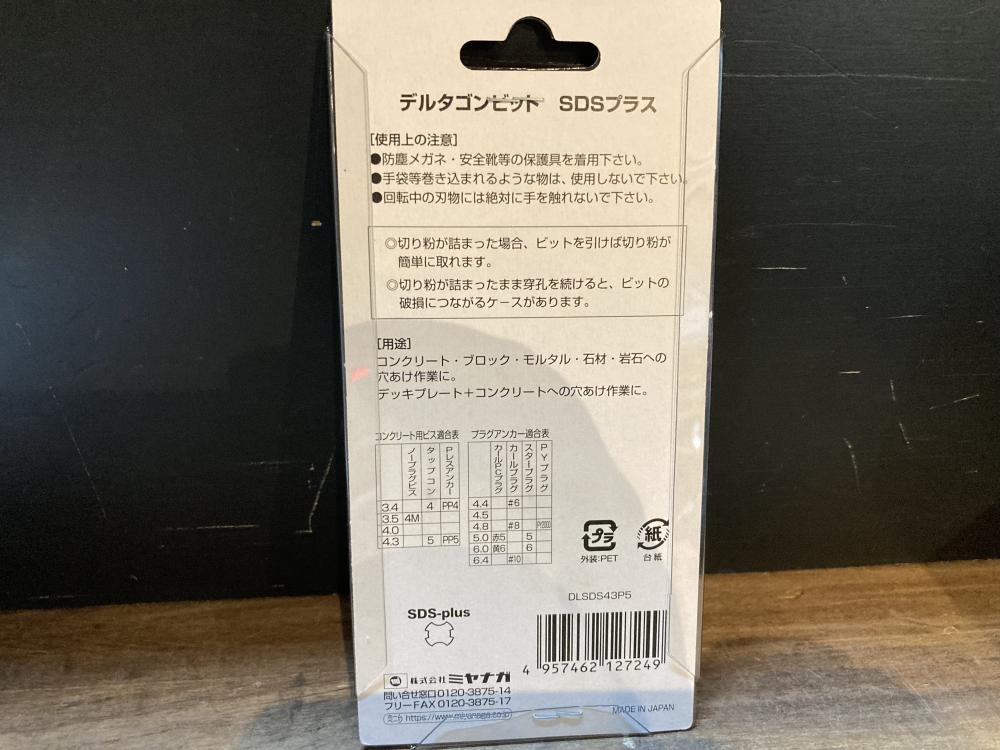 デルタゴンビット SDSプラス
[使用上の注意]
●防塵メガネ・安全靴等の保護具を着用下さい。
●手袋等巻き込まれるような物は、使用しないで下さい。
●回転中の刃物には絶対に手を触れないで下さい。
◎切り粉が詰まった場合、ビットを引けば切り粉が
簡単に取れます。
◎切り粉が詰まったまま穿孔を続けると、ビットの
破損につながるケースがあります。
[用途]
コンクリート・ブロック・モルタル・石材・岩石への
穴あけ作業に。
デッキプレート＋コンクリートへの穴あけ作業に。
コンクリート用ビス適合表
ノープラグビス タップコン Pレスアンカー
3.4 4 PP4
3.5 4M
4.0
4.3 5 PP5
プラグアンカー適合表
カールPCプラグ カールプラグ スタープラグ PYプラグ
4.4 #6
4.5
4.8 #8 PY2000
5.0 赤5 5
6.0 黄6 6
6.4 #10
プラ
外装:PET
紙
台紙
DLSDS43P5
SDS-plus
4 957462 127249
株式会社ミヤナガ
問い合せ窓口0120-3875-14
フリーFAX 0120-3875-17
https://www.miyanaga.co.jp
MADE IN JAPAN